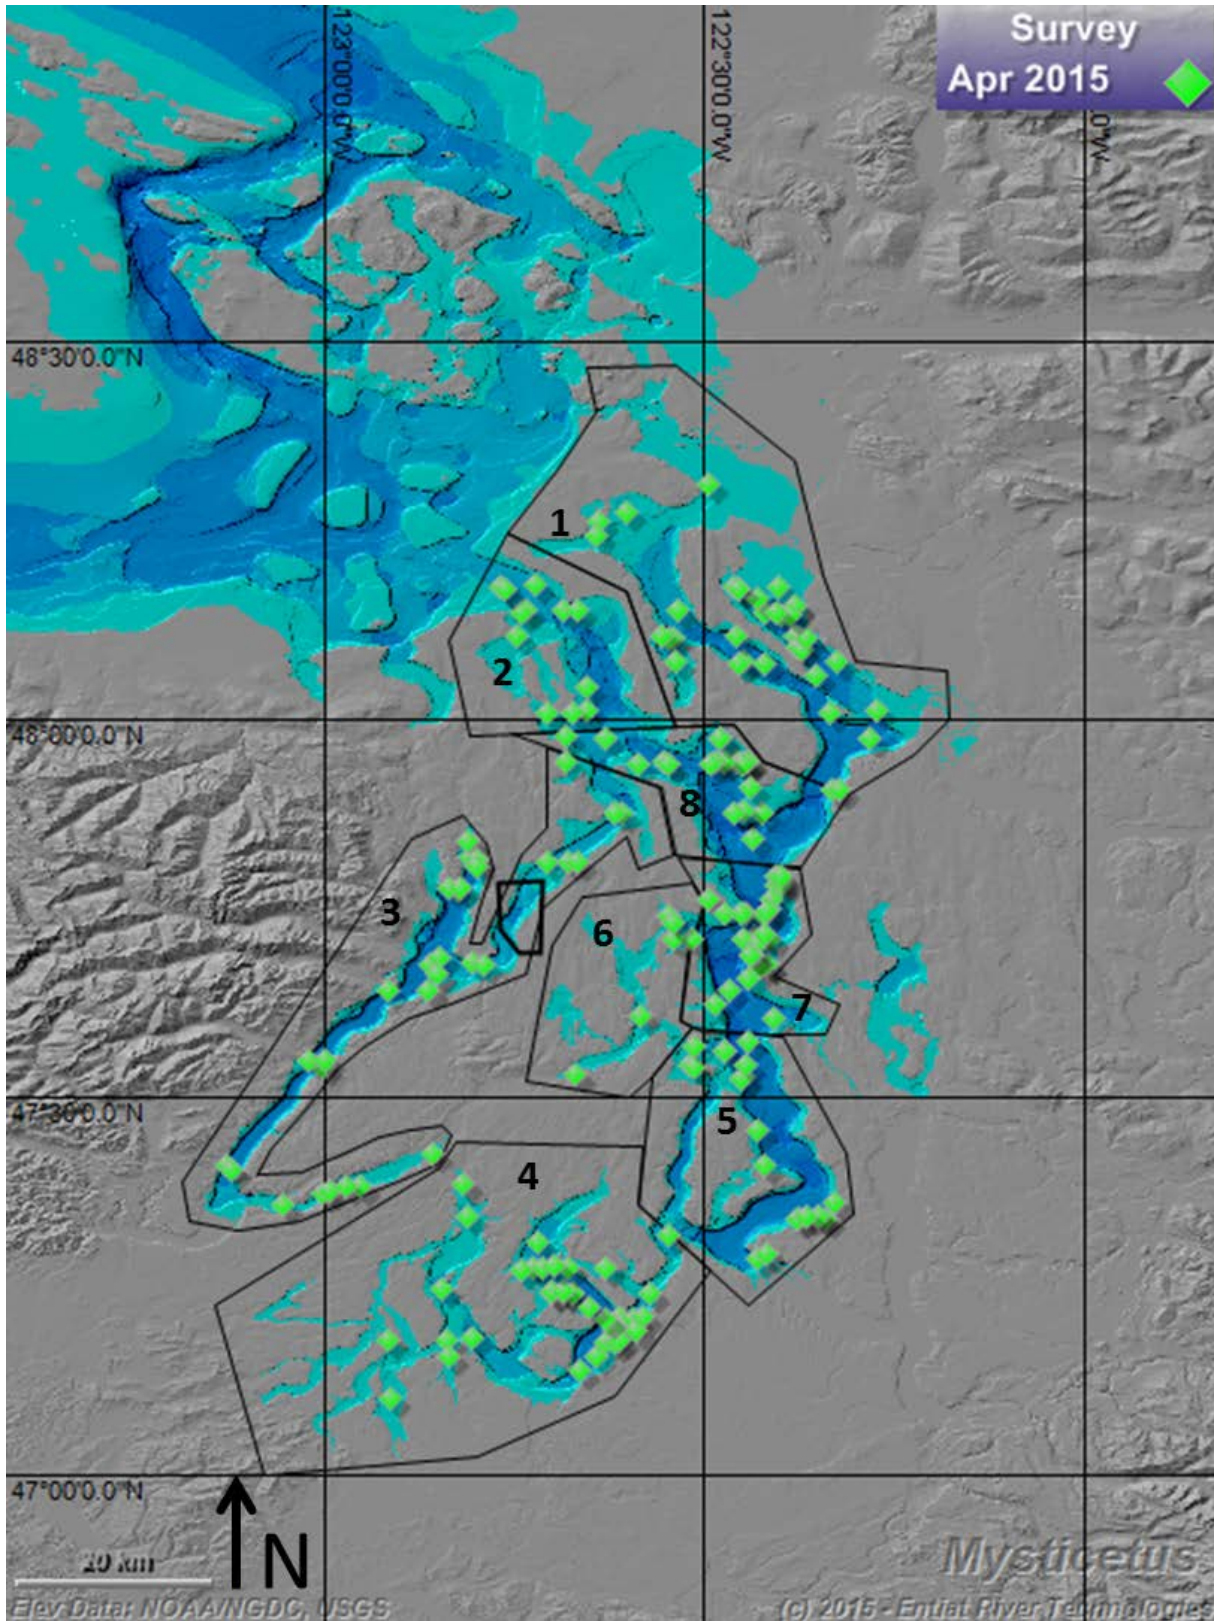 Survey
Apr 2015
123°00'0.0"W
122°30'0.0"W
0.0"W
48°30'0.0"N
1
2
48°00'0.0"N
8
3
6
7
47°30'0.0"N
5
4
47°00'0.0"N
N
20 km
Mysticetus
Elev Data: NOAA/NGDC, USGS
(c) 2015 - Entiat River Technologies